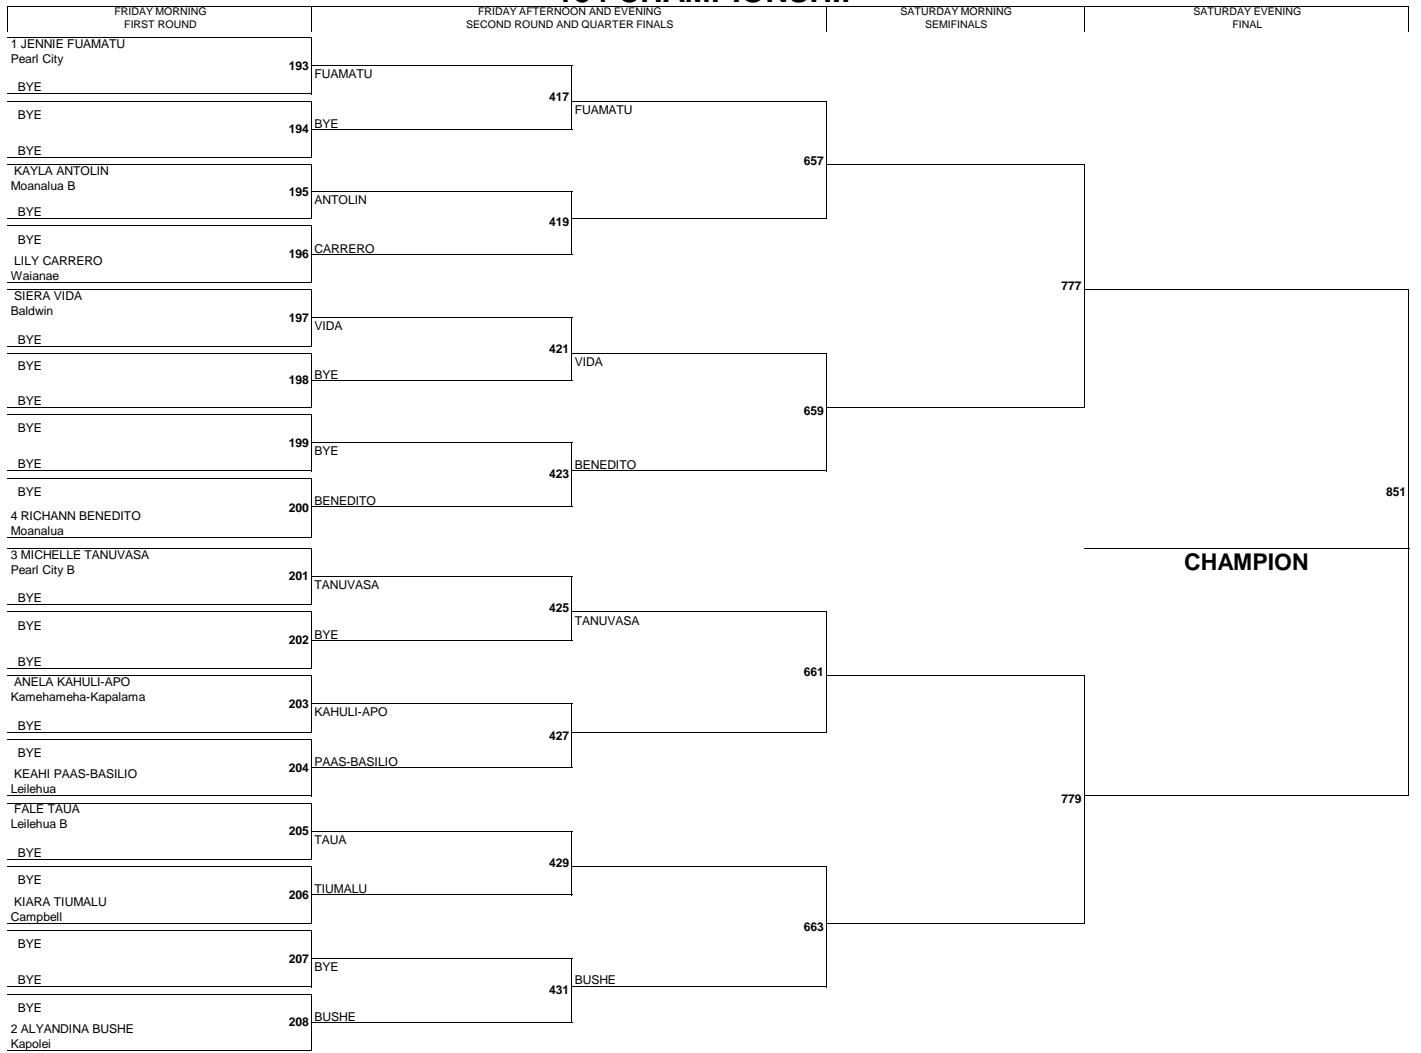 FRIDAY MORNING
FIRST ROUND
FRIDAY AFTERNOON AND EVENING
SECOND ROUND AND QUARTER FINALS
SATURDAY MORNING
SEMIFINALS
SATURDAY EVENING
FINAL
1 JENNIE FUAMATU
Pearl City
193
BYE
FUAMATU
417
BYE
194
BYE
BYE
FUAMATU
657
KAYLA ANTOLIN
Moanalua B
195
BYE
ANTOLIN
419
BYE
196
LILY CARRERO
Waianae
CARRERO
777
SIERA VIDA
Baldwin
197
BYE
VIDA
421
BYE
198
BYE
BYE
VIDA
659
BYE
199
BYE
BYE
423
BENEDITO
BYE
200
4 RICHANN BENEDITO
Moanalua
BENEDITO
851
CHAMPION
3 MICHELLE TANUVASA
Pearl City B
201
BYE
TANUVASA
425
BYE
202
BYE
BYE
TANUVASA
661
ANELA KAHULI-APO
Kamehameha-Kapalama
203
BYE
KAHULI-APO
427
BYE
204
KEAHI PAAS-BASILIO
Leilehua
PAAS-BASILIO
779
FALE TAUA
Leilehua B
205
BYE
TAUA
429
BYE
206
KIARA TIUMALU
Campbell
TIUMALU
663
BYE
207
BYE
BYE
431
BUSHE
BYE
208
2 ALYANDINA BUSHE
Kapolei
BUSHE